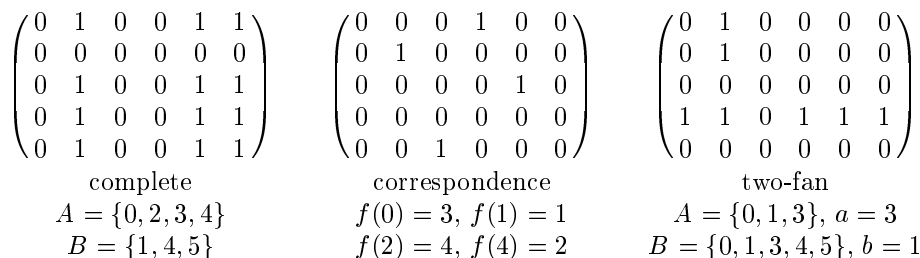 0 1 0 0 1 1 0 0 0 1 0 0 0 1 0 0 0 0
0 0 0 0 0 0 0 1 0 0 0 0 0 1 0 0 0 0
0 1 0 0 1 1 0 0 0 0 1 0 0 0 0 0 0 0
0 1 0 0 1 1 0 0 0 0 0 0 1 1 0 1 1 1
0 1 0 0 1 1 0 0 1 0 0 0 0 0 0 0 0 0
complete correspondence two-fan
A = {0, 2, 3, 4} f(0) = 3, f(1) = 1 A = {0, 1, 3}, a = 3
B = {1, 4, 5} f(2) = 4, f(4) = 2 B = {0, 1, 3, 4, 5}, b = 1